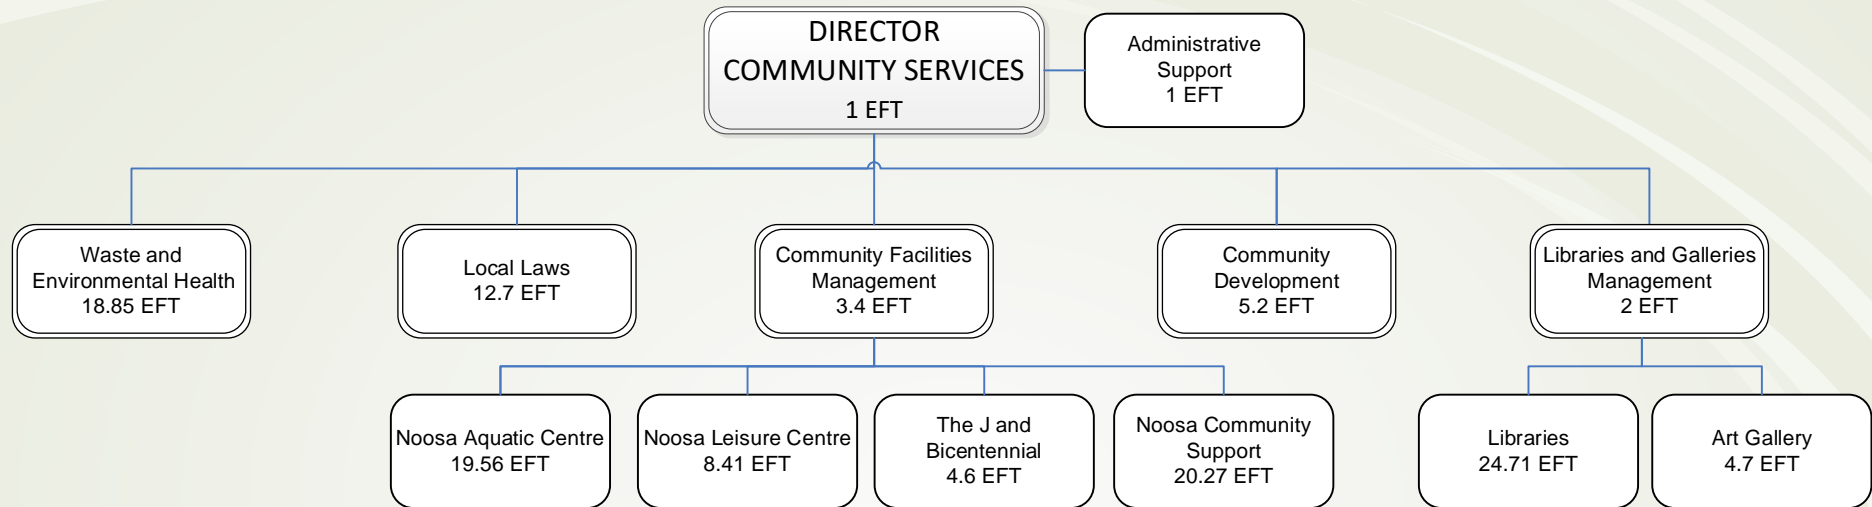 DIRECTOR
COMMUNITY SERVICES
1 EFT
Administrative
Support
1 EFT
Waste and
Environmental Health
18.85 EFT
Local Laws
12.7 EFT
Community Facilities
Management
3.4 EFT
Community
Development
5.2 EFT
Libraries and Galleries
Management
2 EFT
Noosa Aquatic Centre
19.56 EFT
Noosa Leisure Centre
8.41 EFT
The J and
Bicentennial
4.6 EFT
Noosa Community
Support
20.27 EFT
Libraries
24.71 EFT
Art Gallery
4.7 EFT